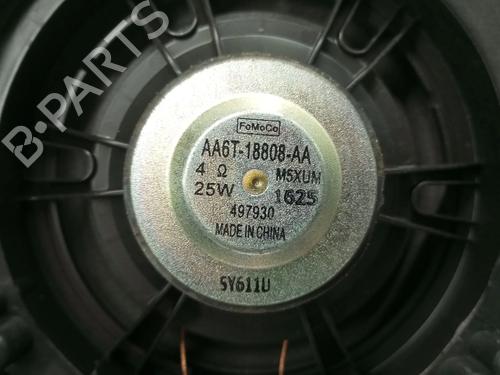 B-PARTS
FoMoCo
AA6T-18808-AA
4 Ω M5XUM
25W 1625
497930
MADE IN CHINA
5Y611U